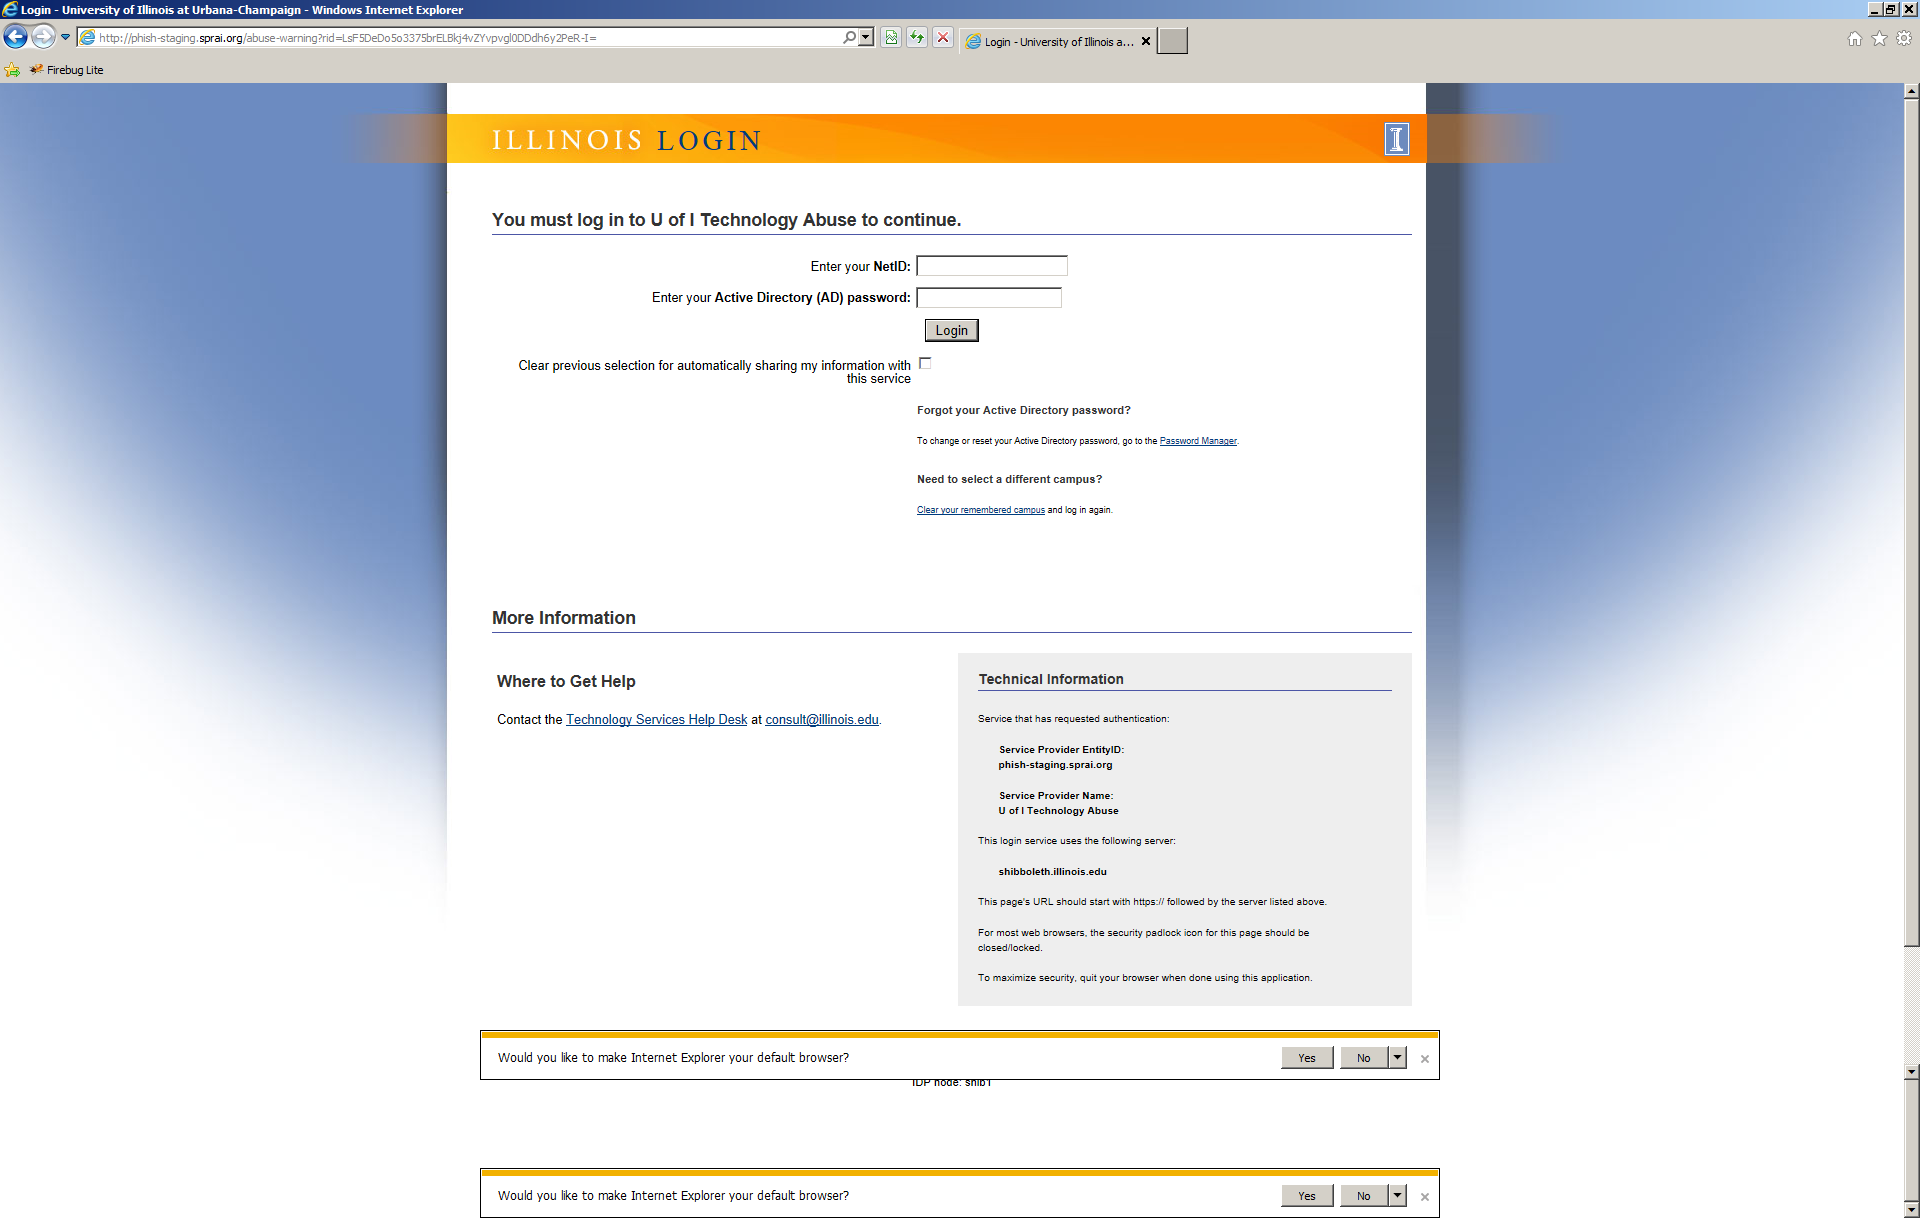 Login - University of Illinois at Urbana-Champaign - Windows Internet Explorer
http://phish-staging.sprai.org/abuse-warning?rid=LsF5DeDo5o3375brELBkj4vZYvpvgl0DDdh6y2PeR-I=
Login - University of Illinois a...
Firebug Lite
ILLINOIS LOGIN
You must log in to U of I Technology Abuse to continue.
Enter your NetID:
Enter your Active Directory (AD) password:
Login
Clear previous selection for automatically sharing my information with
this service
Forgot your Active Directory password?
To change or reset your Active Directory password, go to the Password Manager.
Need to select a different campus?
Clear your remembered campus and log in again.
More Information
Where to Get Help
Contact the Technology Services Help Desk at consult@illinois.edu.
Technical Information
Service that has requested authentication:
Service Provider EntityID:
phish-staging.sprai.org
Service Provider Name:
U of I Technology Abuse
This login service uses the following server:
shibboleth.illinois.edu
This page's URL should start with https:// followed by the server listed above.
For most web browsers, the security padlock icon for this page should be
closed/locked.
To maximize security, quit your browser when done using this application.
Would you like to make Internet Explorer your default browser? Yes No
IDP node: shib1
Would you like to make Internet Explorer your default browser? Yes No